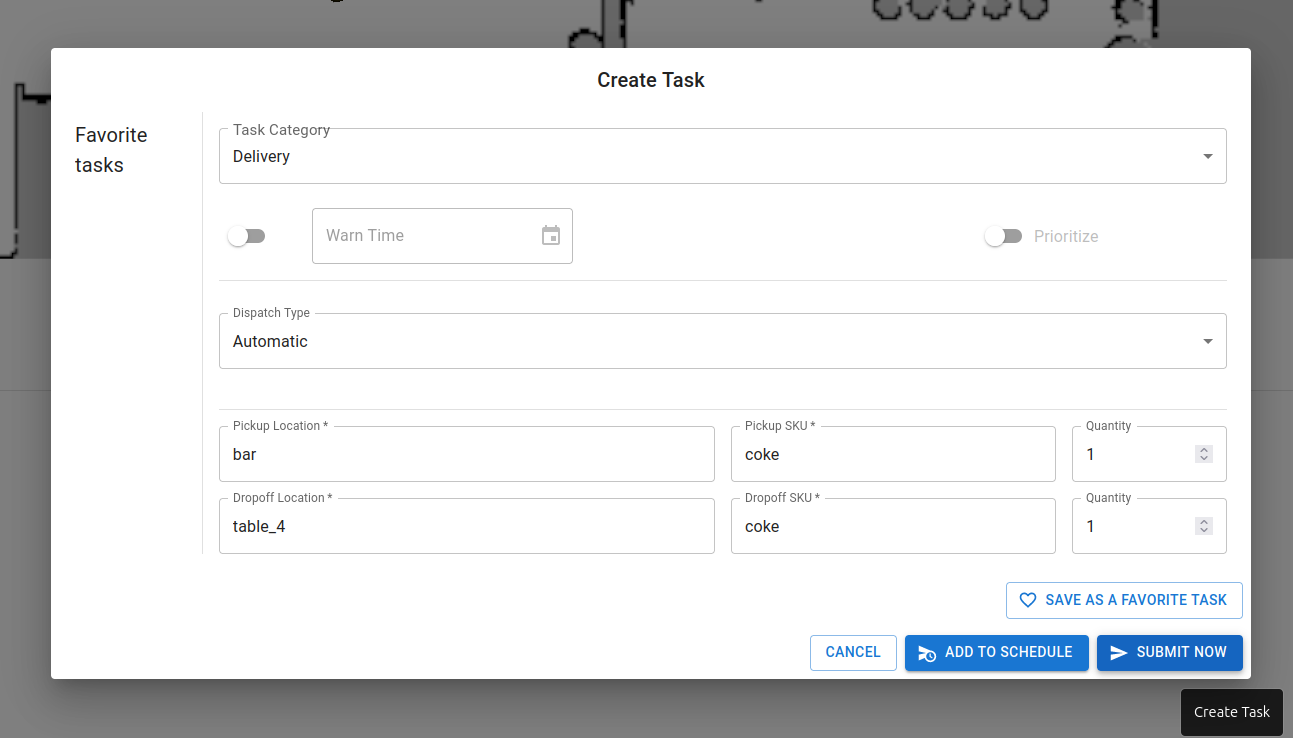 Create Task
Favorite
tasks
Task Category
Delivery
Warn Time
Prioritize
Dispatch Type
Automatic
Pickup Location *
bar
Pickup SKU *
coke
Quantity
1
Dropoff Location *
table_4
Dropoff SKU *
coke
Quantity
1
SAVE AS A FAVORITE TASK
CANCEL
ADD TO SCHEDULE
SUBMIT NOW
Create Task